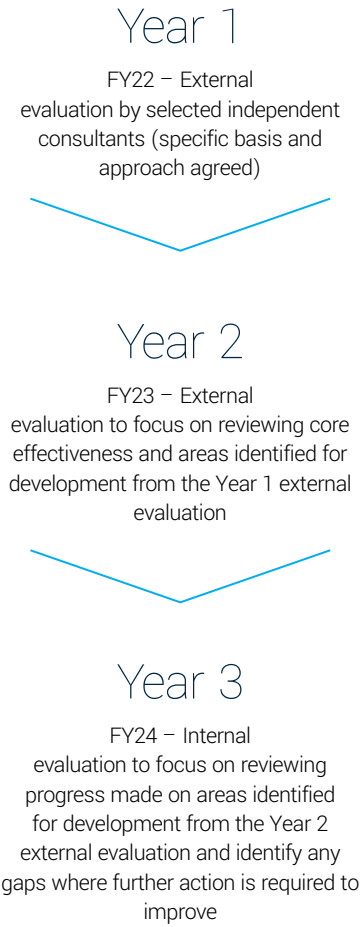 Year 1
FY22 – External
evaluation by selected independent
consultants (specific basis and
approach agreed)
Year 2
FY23 – External
evaluation to focus on reviewing core
effectiveness and areas identified for
development from the Year 1 external
evaluation
Year 3
FY24 – Internal
evaluation to focus on reviewing
progress made on areas identified
for development from the Year 2
external evaluation and identify any
gaps where further action is required to
improve